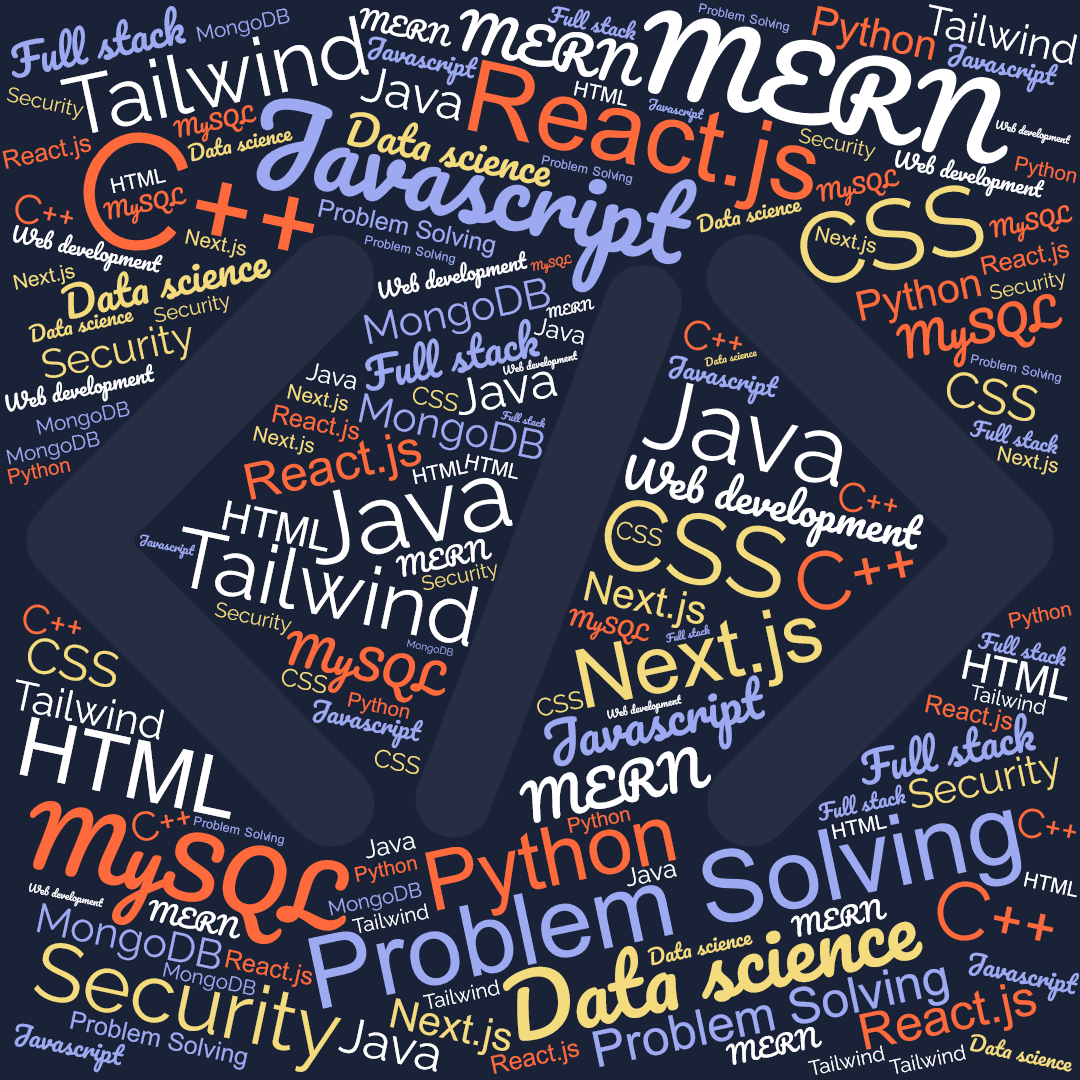 Full stack
MongoDB
Tailwind
MERN
MERN
Full stack
Problem Solving
MERN
Python
Tailwind
Javascript
Javascript
Security
Java
HTML
React.js
Javascript
Web development
MySQL
Data science
React.js
Javascript
Data science
Problem Solving
Security
Web development
Python
C++
HTML
MySQL
MySQL
Data science
CSS
Next.js
MySQL
C++
Web development
Next.js
Problem Solving
Problem Solving
React.js
Next.js
Data science
Web development
MySQL
Python
Security
Data science
Security
MongoDB
MERN
Java
MySQL
Security
Full stack
Web development
C++
Data science
Problem Solving
Web development
Java
Next.js
CSS
Java
Javascript
CSS
MongoDB
React.js
MongoDB
Full stack
Java
Full stack
MongoDB
Next.js
Next.js
Python
React.js
HTML
HTML
Web development
C++
Java
HTML
CSS
CSS
Javascript
Tailwind
MERN
Security
C++
Next.js
Security
MySQL
Full stack
Python
C++
MySQL
MongoDB
Next.js
Full stack
CSS
HTML
CSS
Python
CSS
Web development
Tailwind
Tailwind
Javascript
Javascript
React.js
HTML
CSS
MERN
Full stack
Security
MySQL
C++
Problem Solving
Python
Python
Full stack
HTML
C++
Java
Python
Java
Problem Solving
HTML
Web development
MERN
MongoDB
Tailwind
MERN
C++
MongoDB
React.js
Data science
Data science
Security
MongoDB
Tailwind
Problem Solving
Javascript
Problem Solving
Javascript
Java
Next.js
React.js
MERN
React.js
Tailwind
Tailwind
Data science